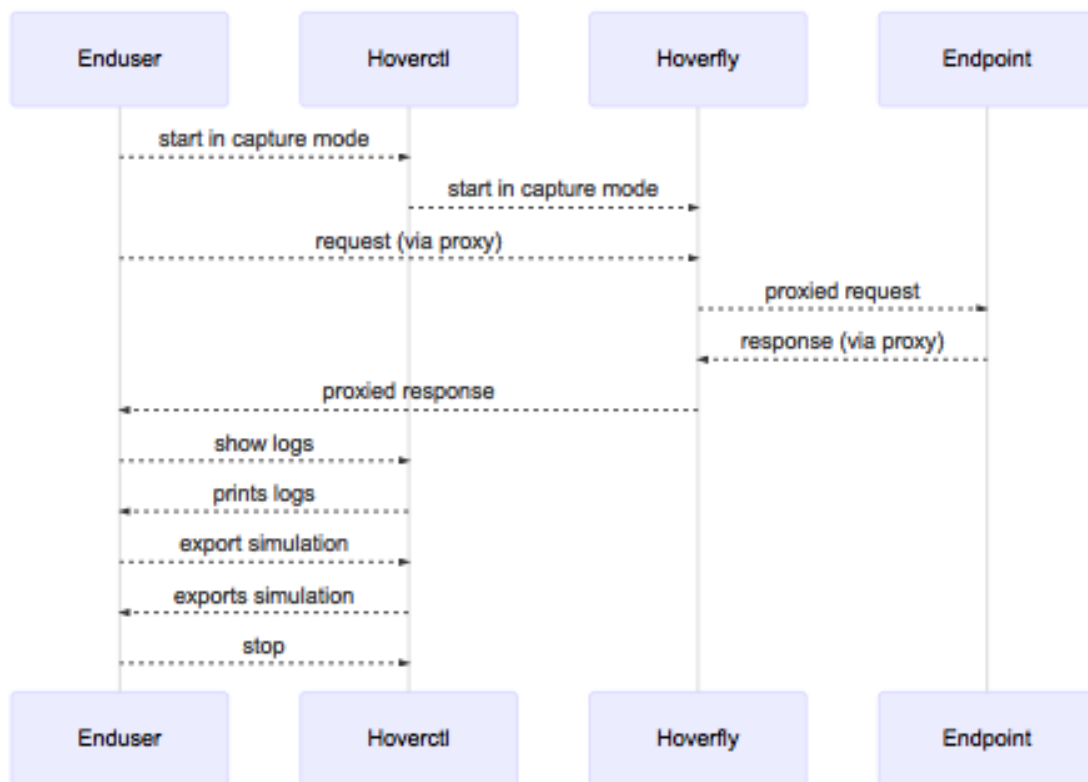 Enduser Hoverctl Hoverfly Endpoint
start in capture mode
start in capture mode
request (via proxy)
proxied request
response (via proxy)
proxied response
show logs
prints logs
export simulation
exports simulation
stop
Enduser Hoverctl Hoverfly Endpoint